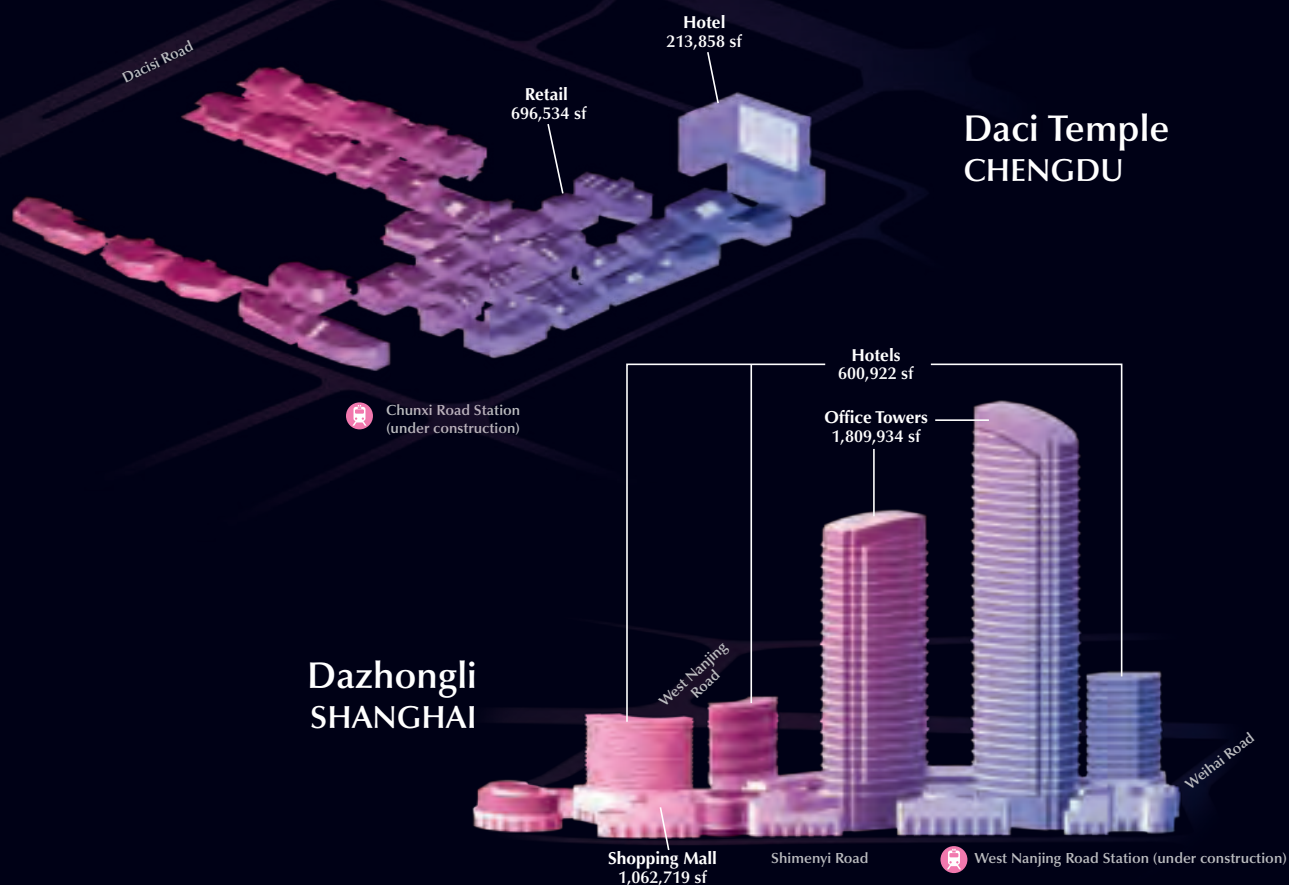 Hotel
213,858 sf
Dacisi Road
Retail
696,534 sf
Daci Temple
CHENGDU
Chunxi Road Station
(under construction)
Hotels
600,922 sf
Office Towers
1,809,934 sf
Dazhongli
SHANGHAI
West Nanjing
Road
Weihai Road
Shopping Mall
1,062,719 sf
Shimenyi Road
West Nanjing Road Station (under construction)